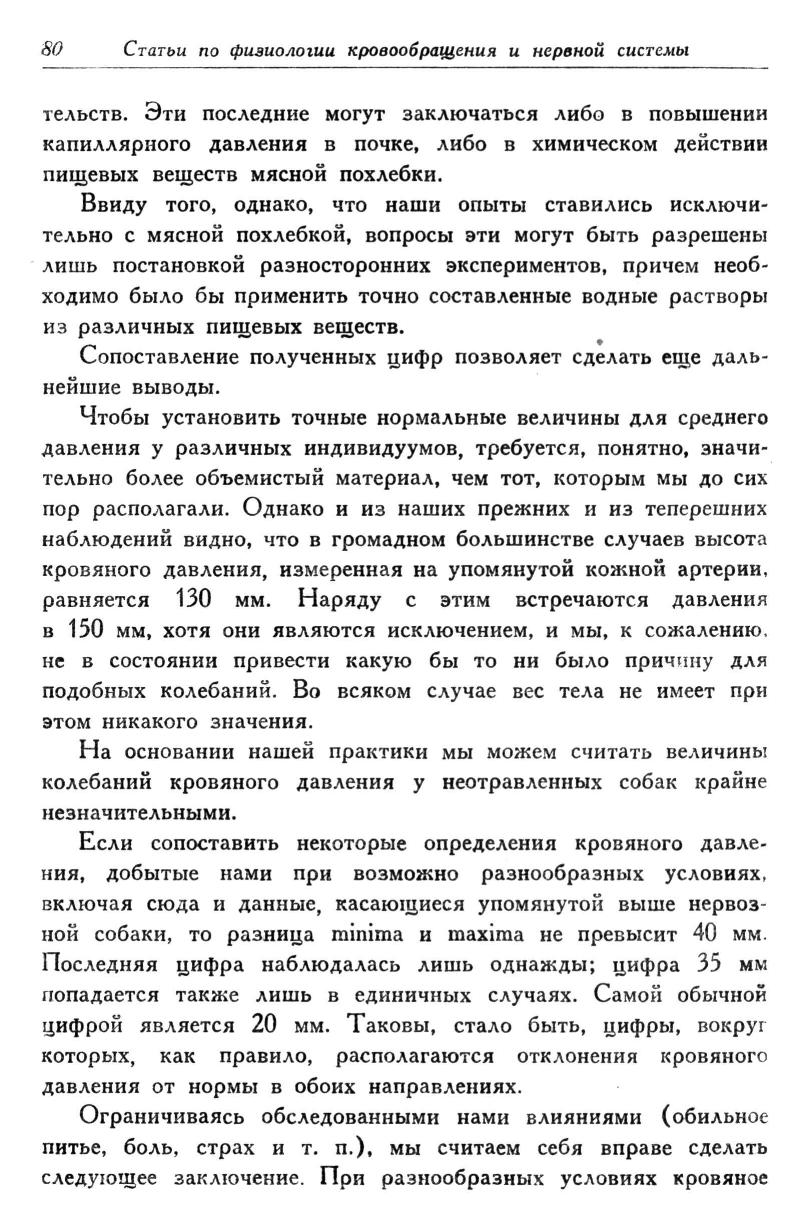 80 Статьи по физиологии кровообращения и нервной системы
тельств. Эти последние могут заключаться либо в повышении
капиллярного давления в почке, либо в химическом действии
пищевых веществ мясной похлебки.
Ввиду того, однако, что наши опыты ставились исключи-
тельно с мясной похлебкой, вопросы эти могут быть разрешены
лишь постановкой разносторонних экспериментов, причем необ-
ходимо было бы применить точно составленные водные растворы
из различных пищевых веществ.
Сопоставление полученных цифр позволяет сделать еще даль-
нейшие выводы.
Чтобы установить точные нормальные величины для среднего
давления у различных индивидуумов, требуется, понятно, значи-
тельно более объемистый материал, чем тот, которым мы до сих
пор располагали. Однако и из наших прежних и из теперешних
наблюдений видно, что в громадном большинстве случаев высота
кровяного давления, измеренная на упомянутой кожной артерии,
равняется 130 мм. Наряду с этим встречаются давления
в 150 мм, хотя они являются исключением, и мы, к сожалению,
не в состоянии привести какую бы то ни было причину для
подобных колебаний. Во всяком случае вес тела не имеет при
этом никакого значения.
На основании нашей практики мы можем считать величины
колебаний кровяного давления у неотравленных собак крайне
незначительными.
Если сопоставить некоторые определения кровяного давле-
ния, добытые нами при возможно разнообразных условиях,
включая сюда и данные, касающиеся упомянутой выше нервоз-
ной собаки, то разница minima и maxima не превысит 40 мм.
Последняя цифра наблюдалась лишь однажды; цифра 35 мм
попадается также лишь в единичных случаях. Самой обычной
цифрой является 20 мм. Таковы, стало быть, цифры, вокруг
которых, как правило, располагаются отклонения кровяного
давления от нормы в обоих направлениях.
Ограничиваясь обследованными нами влияниями (обильное
питье, боль, страх и т. п.), мы считаем себя вправе сделать
следующее заключение. При разнообразных условиях кровяное